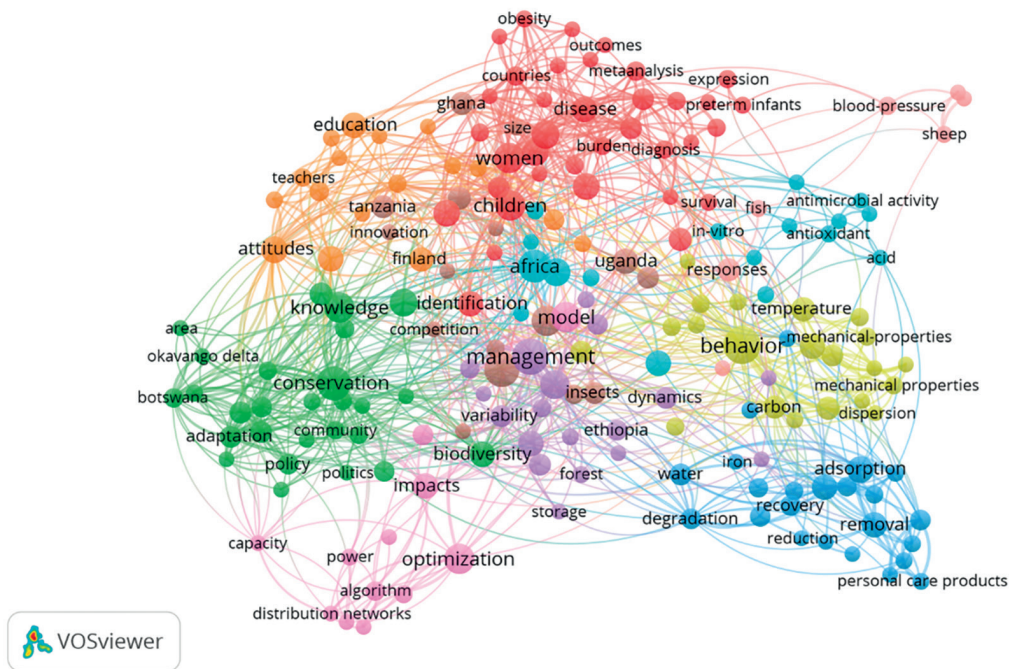 obesity
outcomes
countries
metaanalysis
expression
ghana
disease
preterm infants
blood-pressure
education
size
sheep
burden
diagnosis
women
teachers
tanzania
children
survival
fish
antimicrobial activity
innovation
in-vitro
antioxidant
attitudes
finland
africa
uganda
responses
acid
knowledge
identification
temperature
area
competition
model
mechanical-properties
okavango delta
management
behavior
conservation
mechanical properties
botswana
insects
dynamics
carbon
dispersion
variability
adaptation
community
ethiopia
biodiversity
policy
politics
forest
water
iron
adsorption
impacts
recovery
storage
degradation
removal
capacity
reduction
power
optimization
personal care products
algorithm
distribution networks
VOSviewer